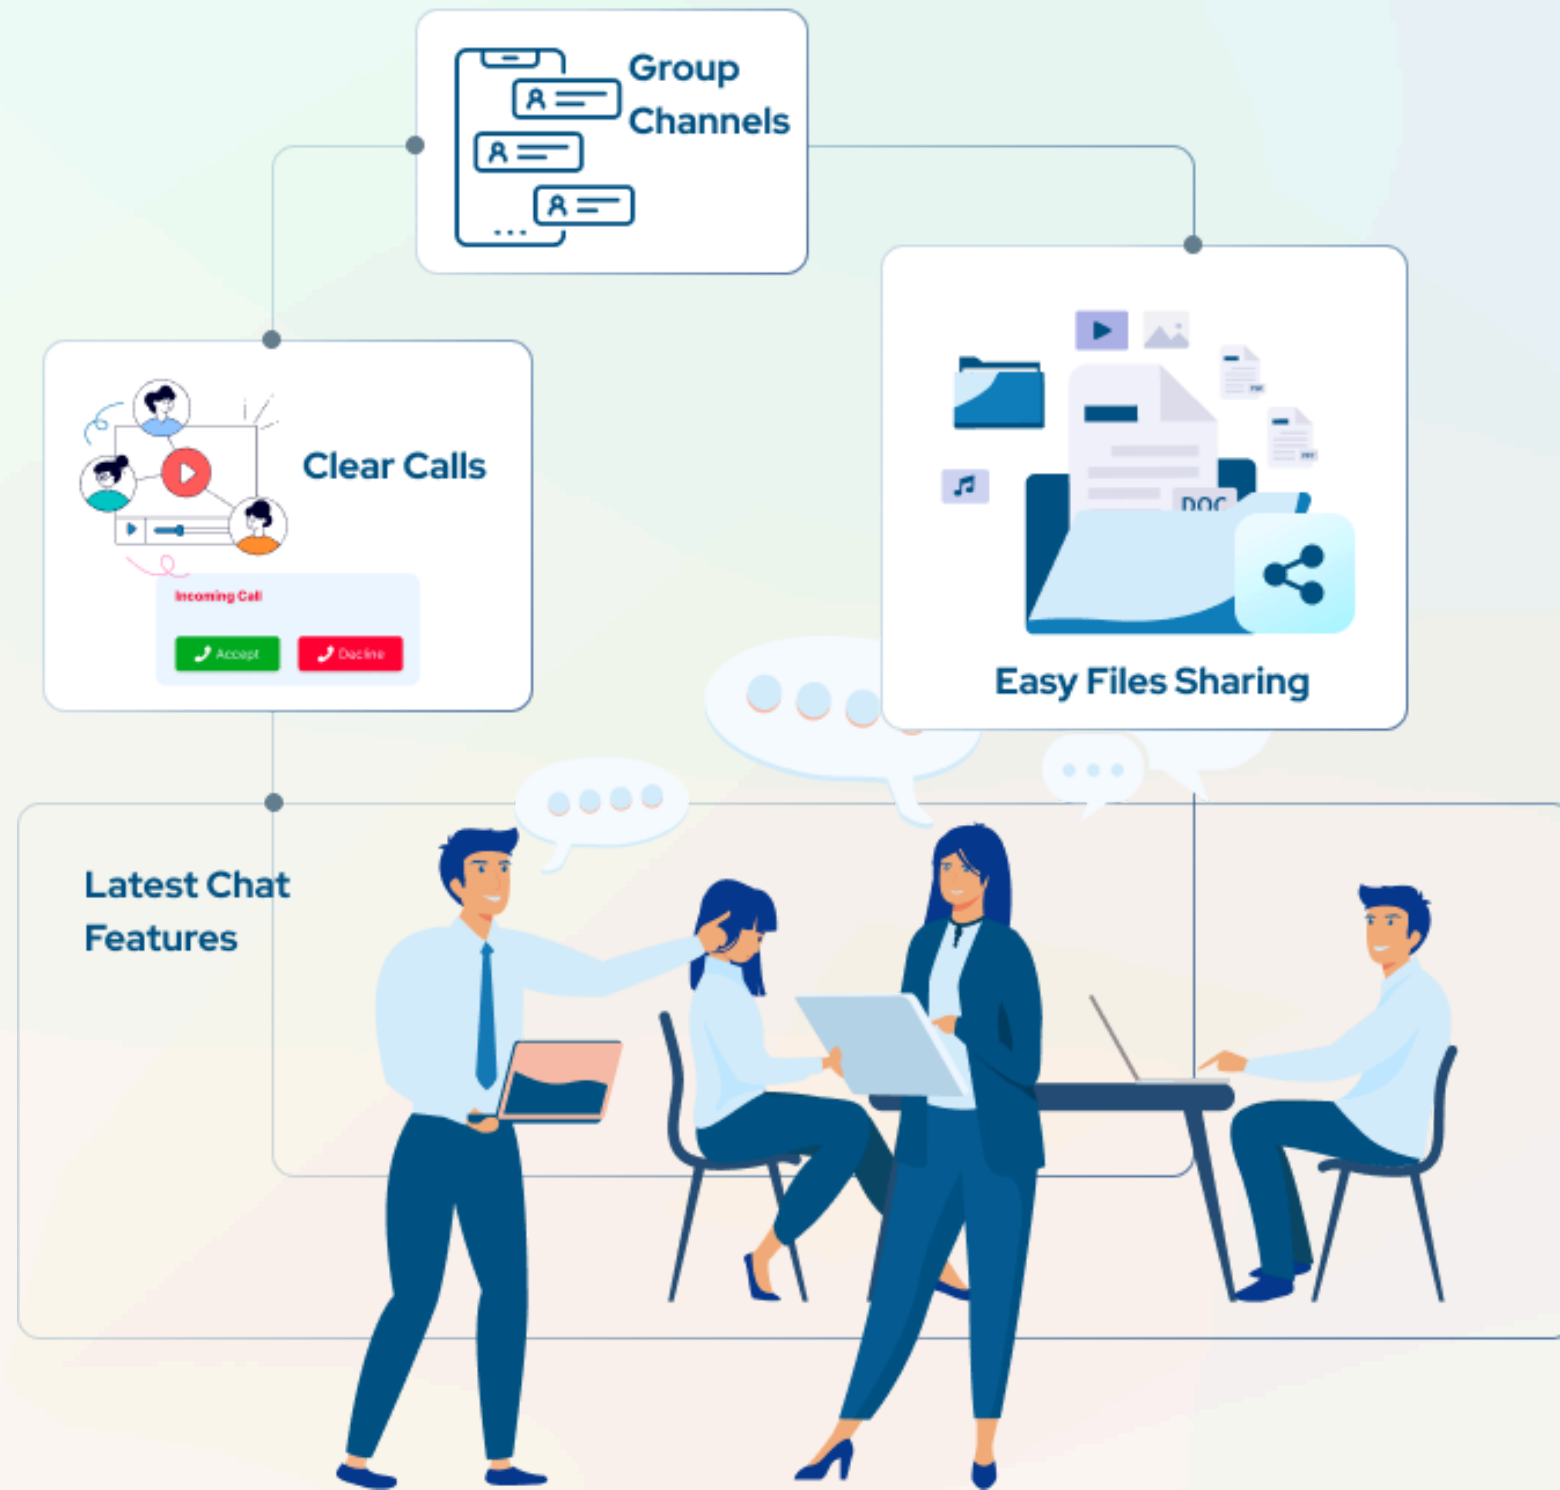 Group
Channels
Clear Calls
Incoming Call
Accept
Decline
DOC
Easy Files Sharing
Latest Chat
Features